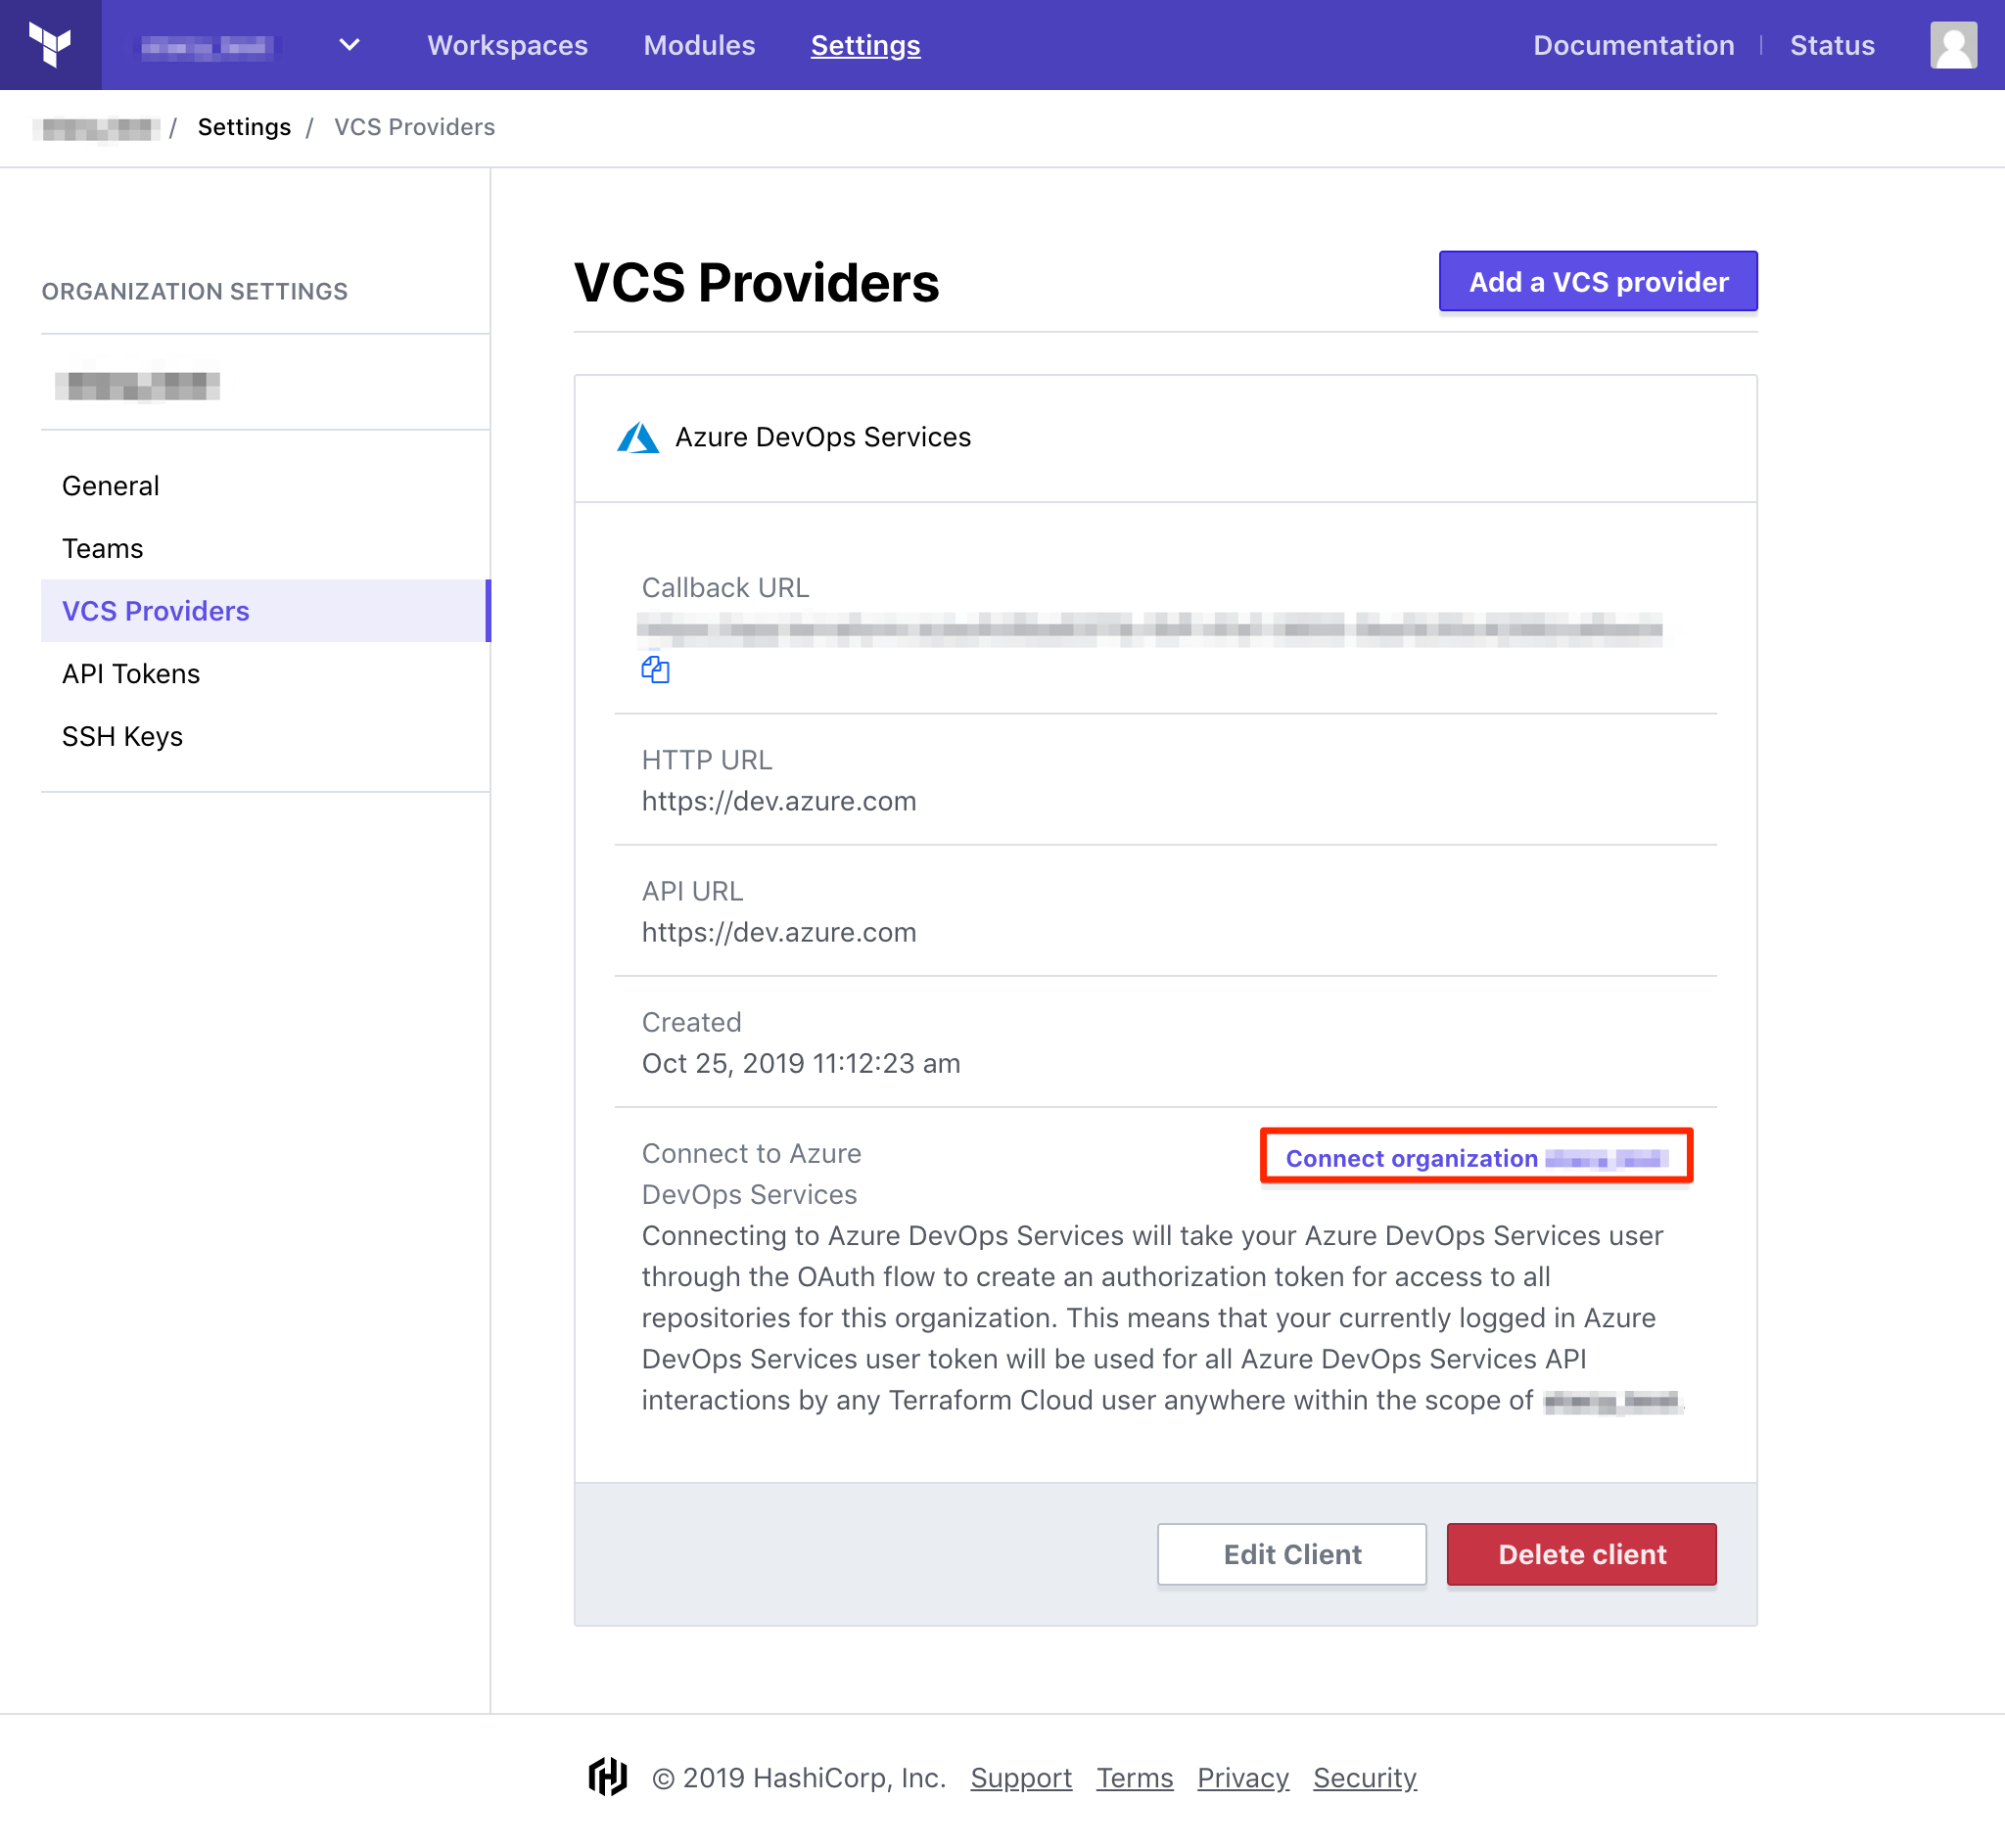 Workspaces Modules Settings Documentation Status
/ Settings / VCS Providers
ORGANIZATION SETTINGS
General
Teams
VCS Providers
API Tokens
SSH Keys
VCS Providers
Add a VCS provider
Azure DevOps Services
Callback URL
HTTP URL
https://dev.azure.com
API URL
https://dev.azure.com
Created
Oct 25, 2019 11:12:23 am
Connect to Azure
DevOps Services
Connect organization
Connecting to Azure DevOps Services will take your Azure DevOps Services user
through the OAuth flow to create an authorization token for access to all
repositories for this organization. This means that your currently logged in Azure
DevOps Services user token will be used for all Azure DevOps Services API
interactions by any Terraform Cloud user anywhere within the scope of
Edit Client
Delete client
© 2019 HashiCorp, Inc. Support Terms Privacy Security